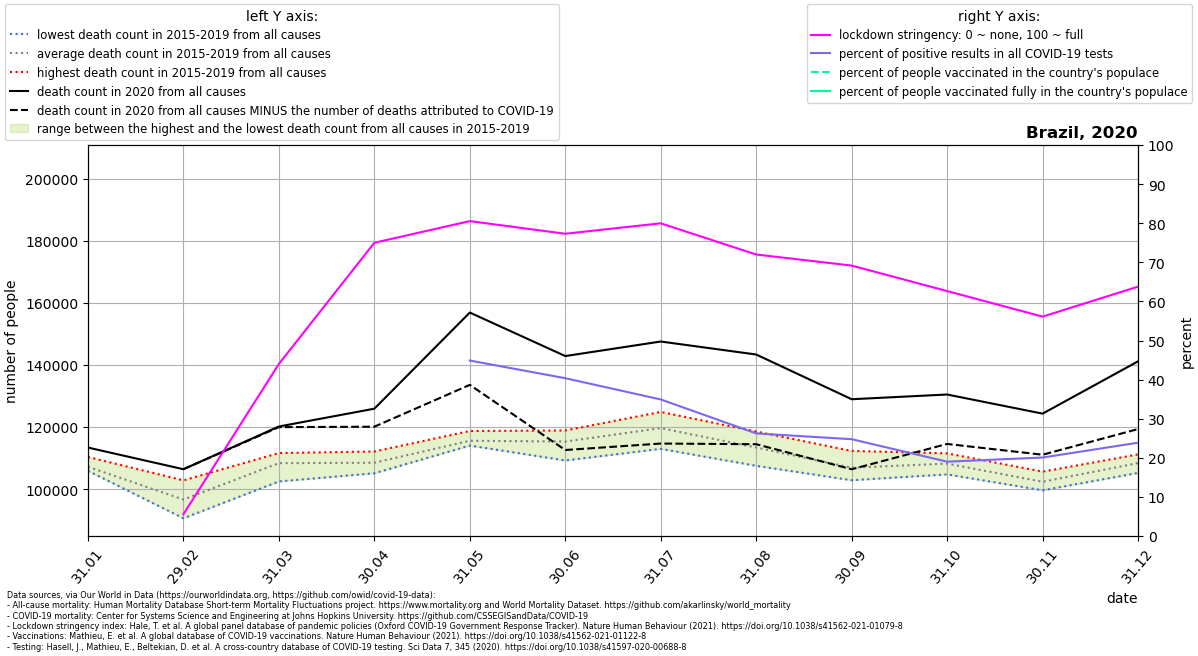 left Y axis:
lowest death count in 2015-2019 from all causes
average death count in 2015-2019 from all causes
highest death count in 2015-2019 from all causes
death count in 2020 from all causes
death count in 2020 from all causes MINUS the number of deaths attributed to COVID-19
range between the highest and the lowest death count from all causes in 2015-2019
right Y axis:
lockdown stringency: 0 ~ none, 100 ~ full
percent of positive results in all COVID-19 tests
percent of people vaccinated in the country's populace
percent of people vaccinated fully in the country's populace
Brazil, 2020
number of people
200000
180000
160000
140000
120000
100000
100
90
80
70
60
50
40
30
20
10
0
percent
31.01
29.02
31.03
30.04
31.05
30.06
31.07
31.08
30.09
31.10
30.11
31.12
date
Data sources, via Our World in Data (https://ourworldindata.org, https://github.com/owid/covid-19-data):
- All-cause mortality: Human Mortality Database Short-term Mortality Fluctuations project. https://www.mortality.org and World Mortality Dataset. https://github.com/akarlinsky/world_mortality
- COVID-19 mortality: Center for Systems Science and Engineering at Johns Hopkins University. https://github.com/CSSEGISandData/COVID-19
- Lockdown stringency index: Hale, T. et al. A global panel database of pandemic policies (Oxford COVID-19 Government Response Tracker). Nature Human Behaviour (2021). https://doi.org/10.1038/s41562-021-01079-8
- Vaccinations: Mathieu, E. et al. A global database of COVID-19 vaccinations. Nature Human Behaviour (2021). https://doi.org/10.1038/s41562-021-01122-8
- Testing: Hasell, J., Mathieu, E., Beltekian, D. et al. A cross-country database of COVID-19 testing. Sci Data 7, 345 (2020). https://doi.org/10.1038/s41597-020-00688-8